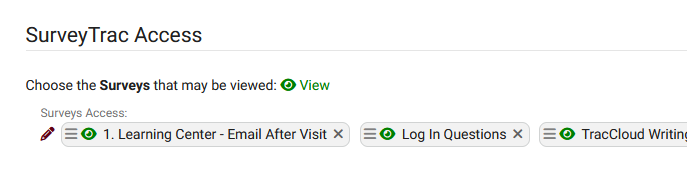 SurveyTrac Access
Choose the Surveys that may be viewed: View
Surveys Access:
1. Learning Center - Email After Visit Log In Questions TracCloud Writing